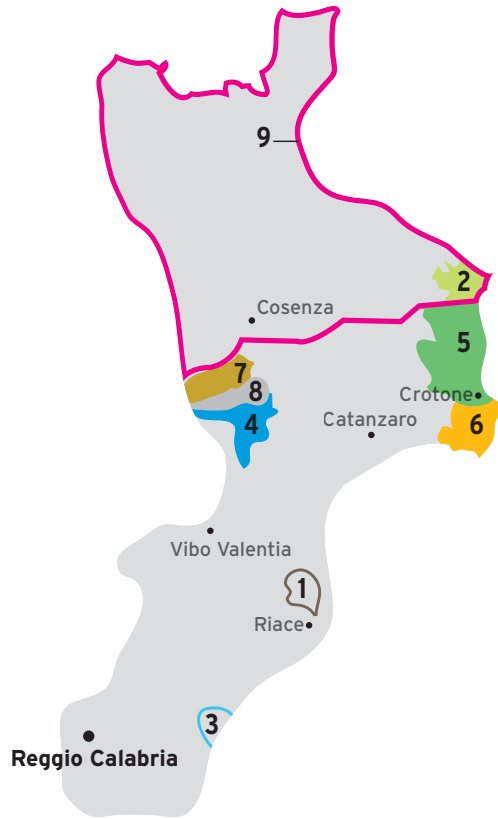 9
2
Cosenza
5
7
8
Crotone
4
Catanzaro
6
Vibo Valentia
1
Riace
3
Reggio Calabria